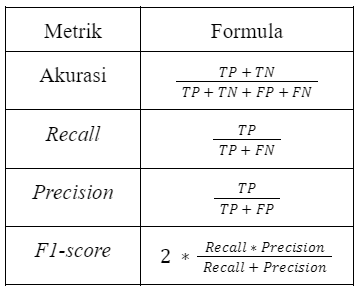 Metrik Formula
Akurasi TP + TN / TP + TN + FP + FN
Recall TP / TP + FN
Precision TP / TP + FP
F1-score 2 * Recall * Precision / Recall + Precision